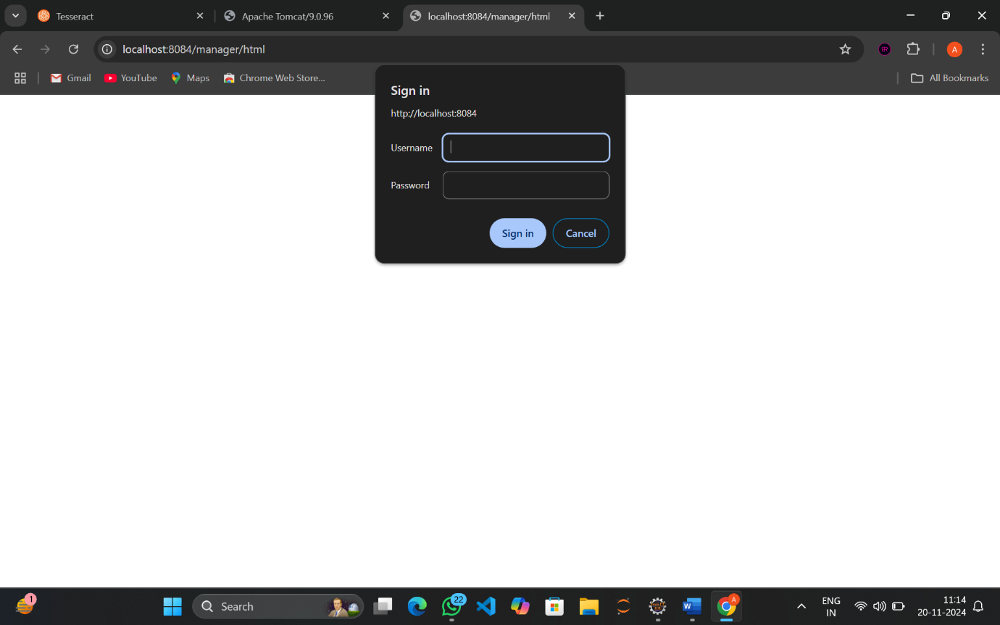 Tesseract
Apache Tomcat/9.0.96
localhost:8084/manager/html
localhost:8084/manager/html
GR
A
Gmail
YouTube
Maps
Chrome Web Store...
All Bookmarks
Sign in
http://localhost:8084
Username
Password
Sign in
Cancel
1
Search
22
W
A
ENG
IN
11:14
20-11-2024